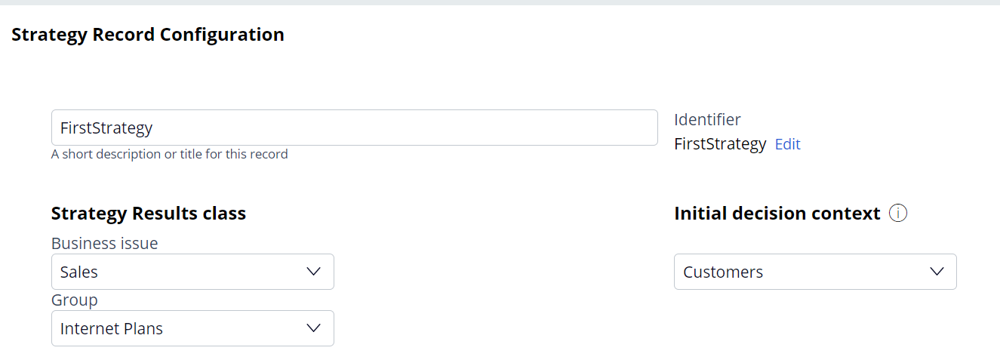 Strategy Record Configuration
FirstStrategy
A short description or title for this record
Identifier
FirstStrategy Edit
Strategy Results class
Business issue
Sales
Group
Internet Plans
Initial decision context
Customers